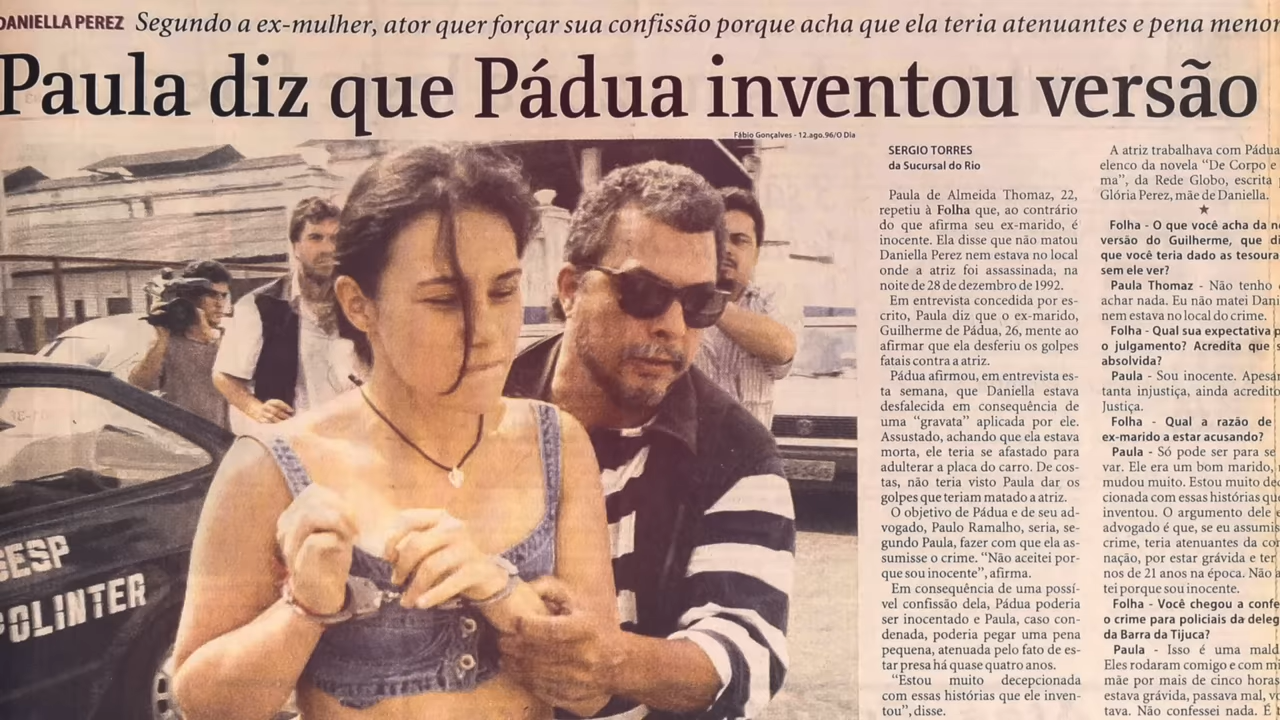 DANIELLA PEREZ Segundo a ex-mulher, ator quer forçar sua confissão porque acha que ela teria atenuantes e pena menor
Paula diz que Pádua inventou versão
Fábio Gonçalves - 12.ago.96/O Dia
GESP
POLINTER
SERGIO TORRES
da Sucursal do Rio
Paula de Almeida Thomaz, 22,
repetiu à Folha que, ao contrário
do que afirma seu ex-marido, é
inocente. Ela disse que não matou
Daniella Perez nem estava no local
onde a atriz foi assassinada, na
noite de 28 de dezembro de 1992.
Em entrevista concedida por es-
crito, Paula diz que o ex-marido,
Guilherme de Pádua, 26, mente ao
afirmar que ela desferiu os golpes
fatais contra a atriz.
Pádua afirmou, em entrevista es-
ta semana, que Daniella estava
desfalecida em consequência de
uma “gravata” aplicada por ele.
Assustado, achando que ela estava
morta, ele teria se afastado para
adulterar a placa do carro. De cos-
tas, não teria visto Paula dar os
golpes que teriam matado a atriz.
O objetivo de Pádua e de seu ad-
vogado, Paulo Ramalho, seria, se-
gundo Paula, fazer com que ela as-
sumisse o crime. “Não aceitei por-
que sou inocente”, afirma.
Em consequência de uma possí-
vel confissão dela, Pádua poderia
ser inocentado e Paula, caso con-
denada, poderia pegar uma pena
pequena, atenuada pelo fato de es-
tar presa há quase quatro anos.
“Estou muito decepcionada
com essas histórias que ele inven-
tou”, disse.
A atriz trabalhava com Pádua
elenco da novela “De Corpo e
ma”, da Rede Globo, escrita
Glória Perez, mãe de Daniella.
★
Folha - O que você acha da n
versão do Guilherme, que di
que você teria dado as tesoura
sem ele ver?
Paula Thomaz - Não tenho
achar nada. Eu não matei Dani
nem estava no local do crime.
Folha - Qual sua expectativa
o julgamento? Acredita que s
absolvida?
Paula - Sou inocente. Apesar
tanta injustiça, ainda acredito
Justiça.
Folha - Qual a razão de
ex-marido a estar acusando?
Paula - Só pode ser para se
var. Ele era um bom marido,
mudou muito. Estou muito dec
cionada com essas histórias qu
inventou. O argumento dele e
advogado é que, se eu assumis
crime, teria atenuantes da con
nação, por estar grávida e ter
nos de 21 anos na época. Não a
tei porque sou inocente.
Folha - Você chegou a confe
o crime para policiais da deleg
da Barra da Tijuca?
Paula - Isso é uma mald
Eles rodaram comigo e com mi
mãe por mais de cinco horas
estava grávida, passava mal, vo
tava. Não confessei nada. É